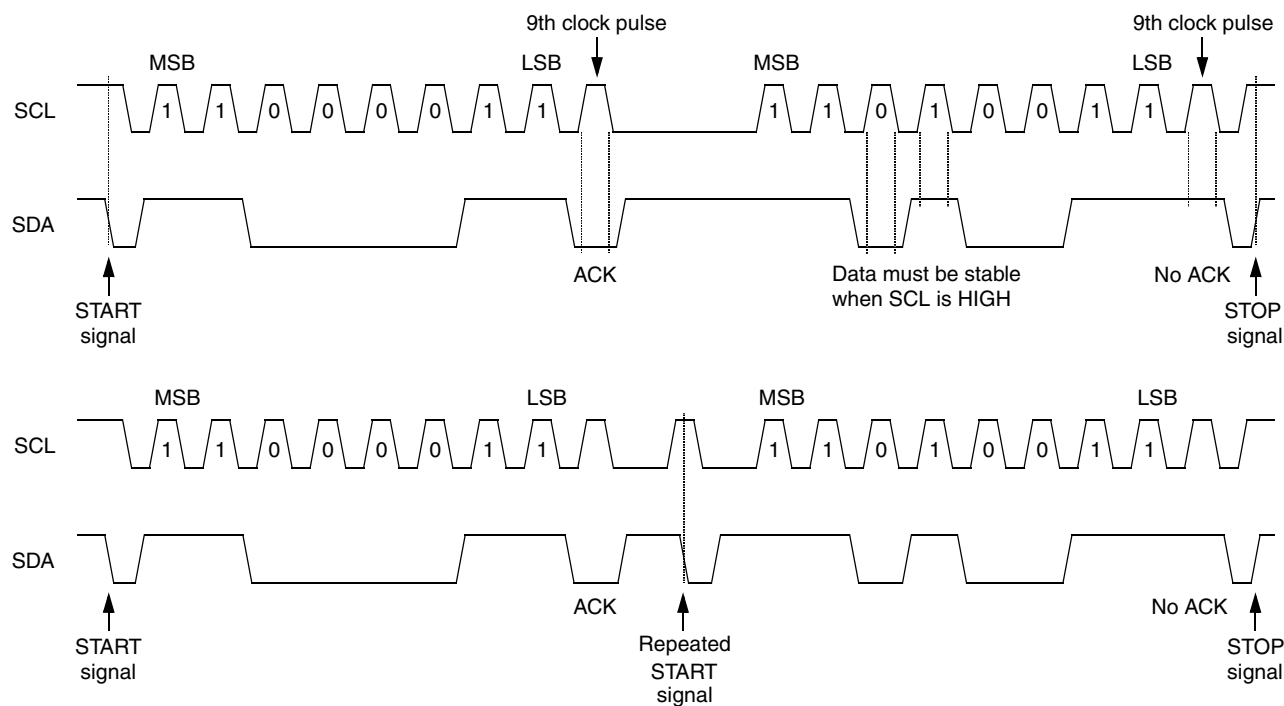 9th clock pulse 9th clock pulse
MSB LSB MSB LSB
SCL 1 1 0 0 0 0 1 1 1 1 0 1 0 0 1 1
SDA
ACK Data must be stable No ACK
when SCL is HIGH
START STOP
signal signal
MSB LSB MSB LSB
SCL 1 1 0 0 0 0 1 1 1 1 0 1 0 0 1 1
SDA
ACK No ACK
START Repeated STOP
signal START signal
signal